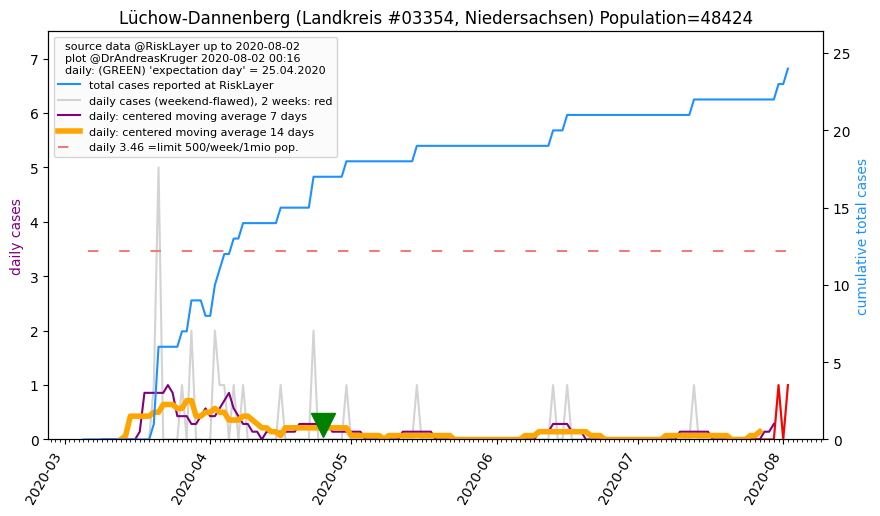 Lüchow-Dannenberg (Landkreis #03354, Niedersachsen) Population=48424
source data @RiskLayer up to 2020-08-02
plot @DrAndreasKruger 2020-08-02 00:16
daily: (GREEN) 'expectation day' = 25.04.2020
total cases reported at RiskLayer
daily cases (weekend-flawed), 2 weeks: red
daily: centered moving average 7 days
daily: centered moving average 14 days
daily 3.46 =limit 500/week/1mio pop.
daily cases
7
6
5
4
3
2
1
0
cumulative total cases
25
20
15
10
5
0
2020-03
2020-04
2020-05
2020-06
2020-07
2020-08